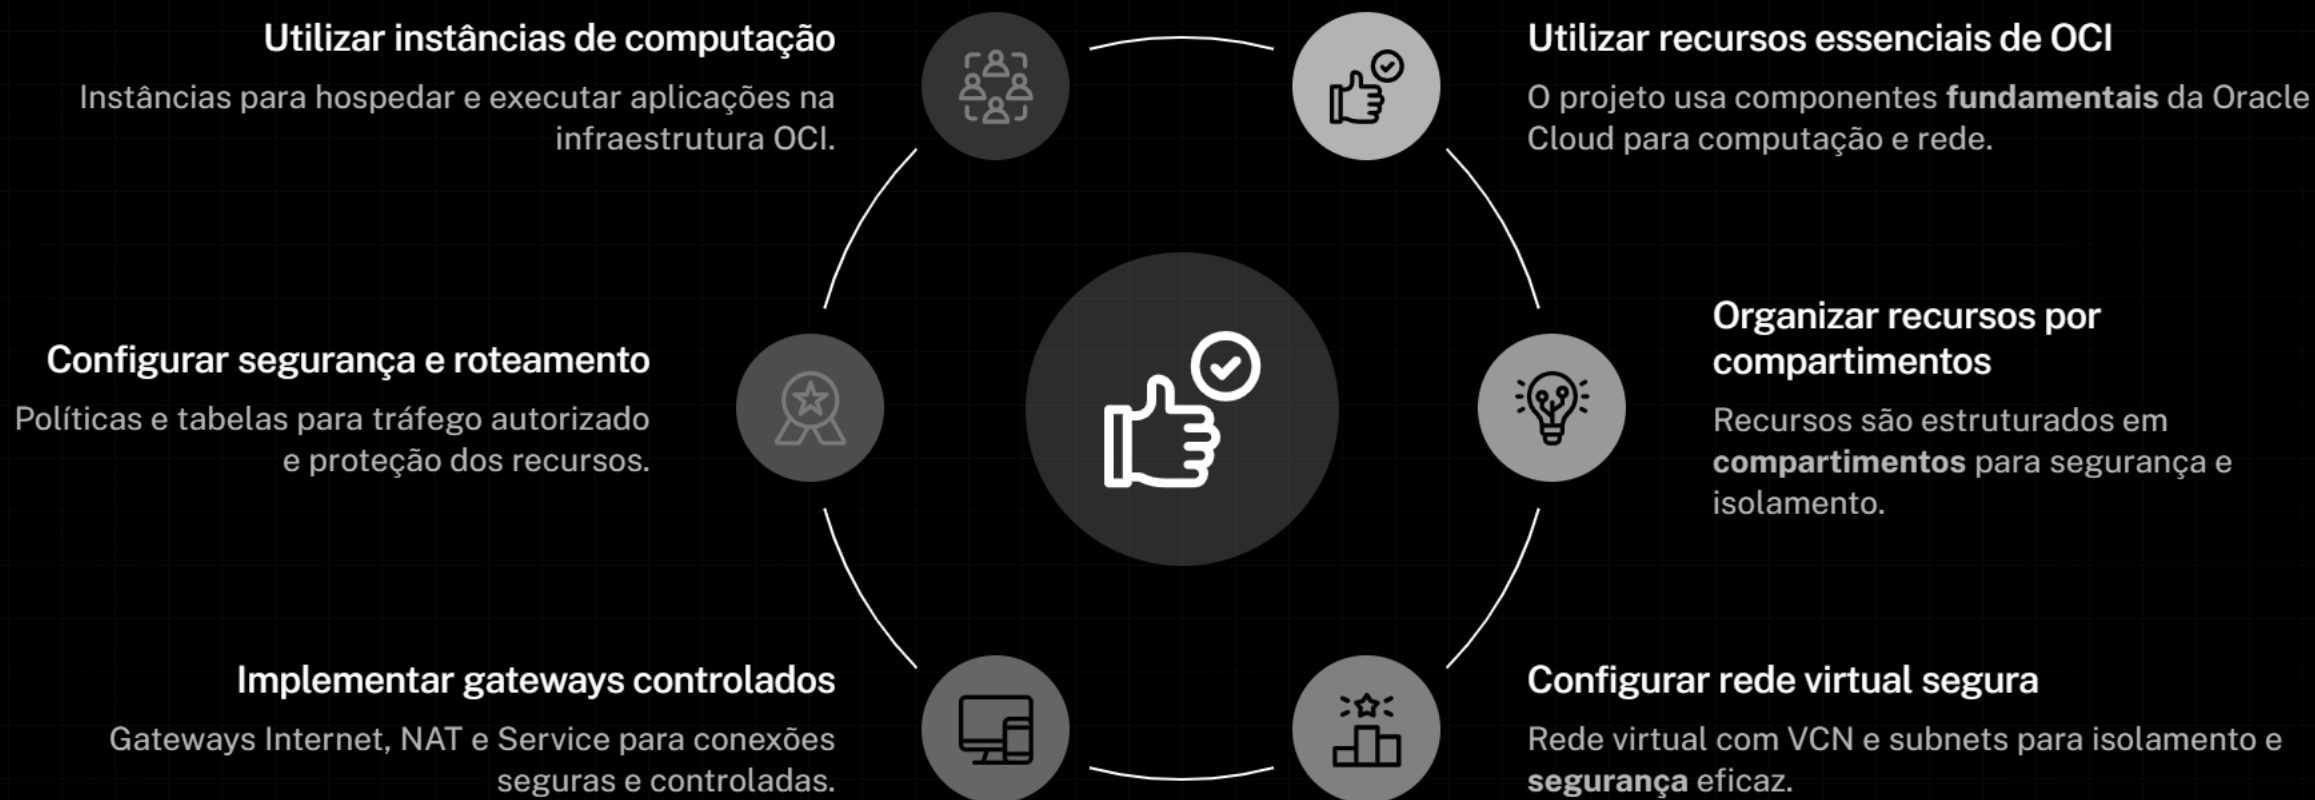 Utilizar instâncias de computação
Instâncias para hospedar e executar aplicações na
infraestrutura OCI.
Utilizar recursos essenciais de OCI
O projeto usa componentes fundamentais da Oracle
Cloud para computação e rede.
Configurar segurança e roteamento
Políticas e tabelas para tráfego autorizado
e proteção dos recursos.
Organizar recursos por
compartimentos
Recursos são estruturados em
compartimentos para segurança e
isolamento.
Implementar gateways controlados
Gateways Internet, NAT e Service para conexões
seguras e controladas.
Configurar rede virtual segura
Rede virtual com VCN e subnets para isolamento e
segurança eficaz.